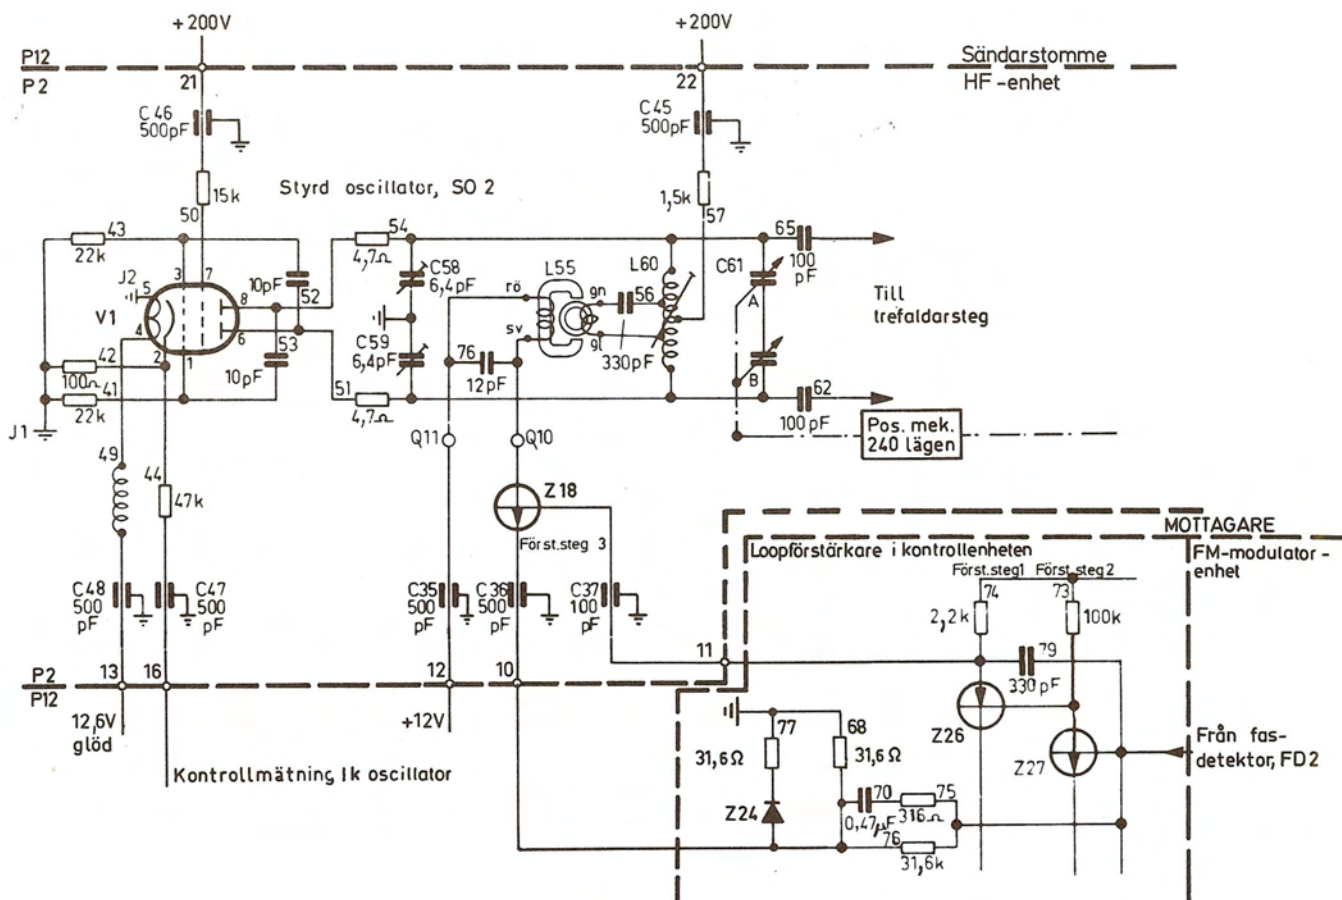 +200V
+200V
P12
P2
21
22
Sändarstomme
HF-enhet
C46
500pF
C45
500pF
15k
50
Styrd oscillator, SO 2
1,5k
57
43
22k
54
4,7Ω
65
100
pF
J2
5
3
7
10pF
52
8
6
V1
4
2
1
53
10pF
C58
6,4pF
C59
6,4pF
L55
rö
sv
gn
gl
56
330pF
L60
C61
A
B
Till
trefaldarsteg
42
100Ω
41
22k
J1
76
12pF
51
4,7Ω
62
100pF
Q11
Q10
Pos. mek.
240 lägen
49
44
47k
Z18
Först.steg 3
MOTTAGARE
Loopförstärkare i kontrollenheten
FM-modulator-
enhet
Först.steg1
Först.steg2
74
73
2,2k
100k
C48
500
pF
C47
500
pF
C35
500
pF
C36
500
pF
C37
100
pF
11
79
330pF
13
16
12
10
P2
P12
12,6V
glöd
+12V
Kontrollmätning Ik oscillator
77
68
31,6Ω
31,6Ω
Z26
Z27
Från fas-
detektor, FD2
Z24
70
75
0,47µF
316Ω
76
31,6k